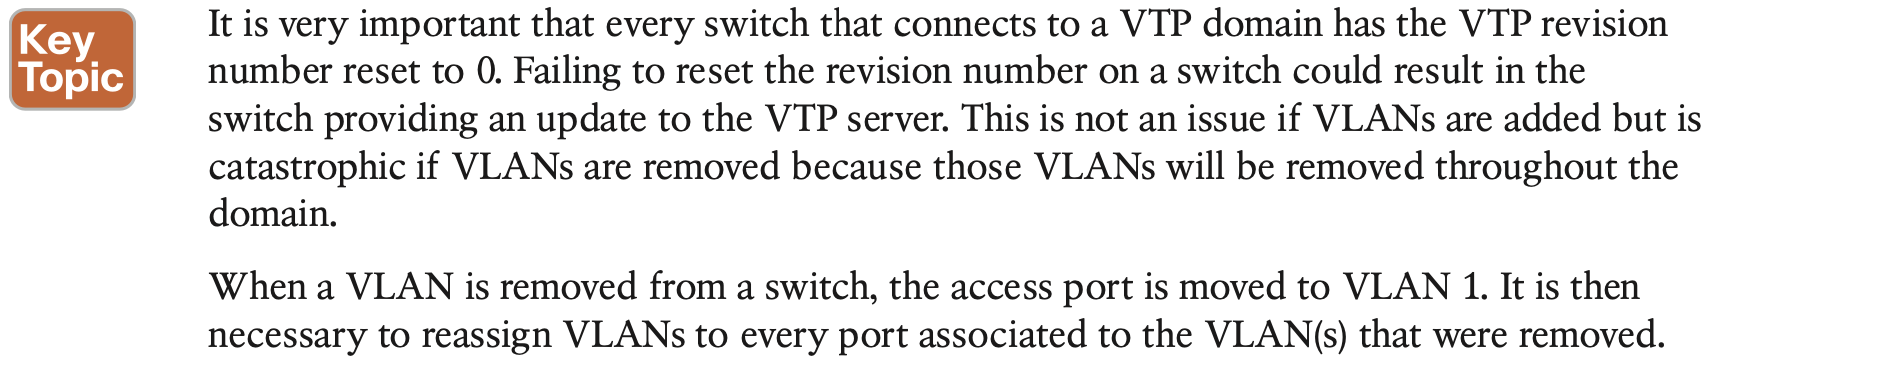 Key
Topic
It is very important that every switch that connects to a VTP domain has the VTP revision
number reset to 0. Failing to reset the revision number on a switch could result in the
switch providing an update to the VTP server. This is not an issue if VLANs are added but is
catastrophic if VLANs are removed because those VLANs will be removed throughout the
domain.
When a VLAN is removed from a switch, the access port is moved to VLAN 1. It is then
necessary to reassign VLANs to every port associated to the VLAN(s) that were removed.